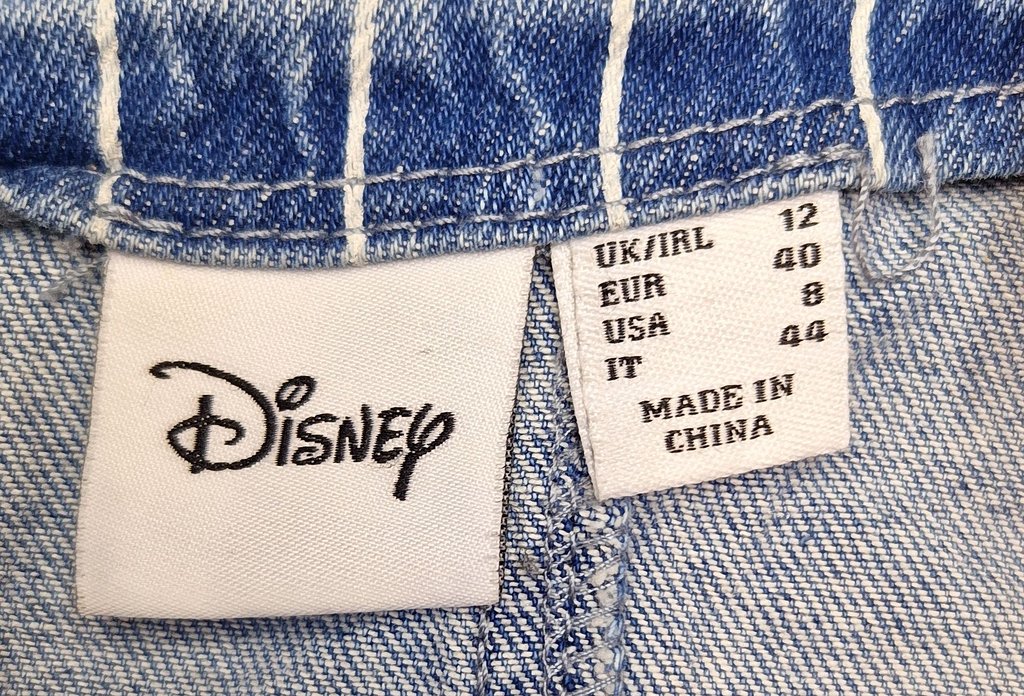 Disney
UK/IRL 12
EUR 40
USA 8
IT 44
MADE IN
CHINA